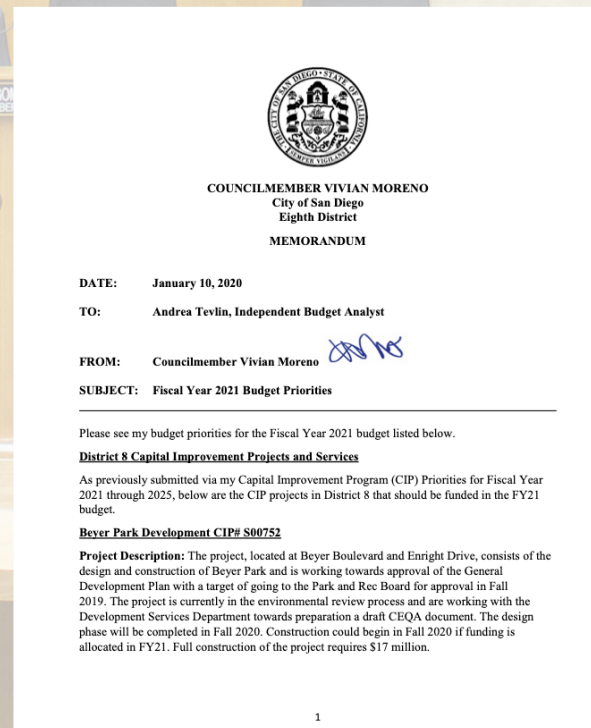 THE CITY OF SAN DIEGO • STATE OF CALIFORNIA
SEMPER VIGILANS
COUNCILMEMBER VIVIAN MORENO
City of San Diego
Eighth District
MEMORANDUM
DATE: January 10, 2020
TO: Andrea Tevlin, Independent Budget Analyst
FROM: Councilmember Vivian Moreno
SUBJECT: Fiscal Year 2021 Budget Priorities
Please see my budget priorities for the Fiscal Year 2021 budget listed below.
District 8 Capital Improvement Projects and Services
As previously submitted via my Capital Improvement Program (CIP) Priorities for Fiscal Year
2021 through 2025, below are the CIP projects in District 8 that should be funded in the FY21
budget.
Beyer Park Development CIP# S00752
Project Description: The project, located at Beyer Boulevard and Enright Drive, consists of the
design and construction of Beyer Park and is working towards approval of the General
Development Plan with a target of going to the Park and Rec Board for approval in Fall
2019. The project is currently in the environmental review process and are working with the
Development Services Department towards preparation a draft CEQA document. The design
phase will be completed in Fall 2020. Construction could begin in Fall 2020 if funding is
allocated in FY21. Full construction of the project requires $17 million.
1